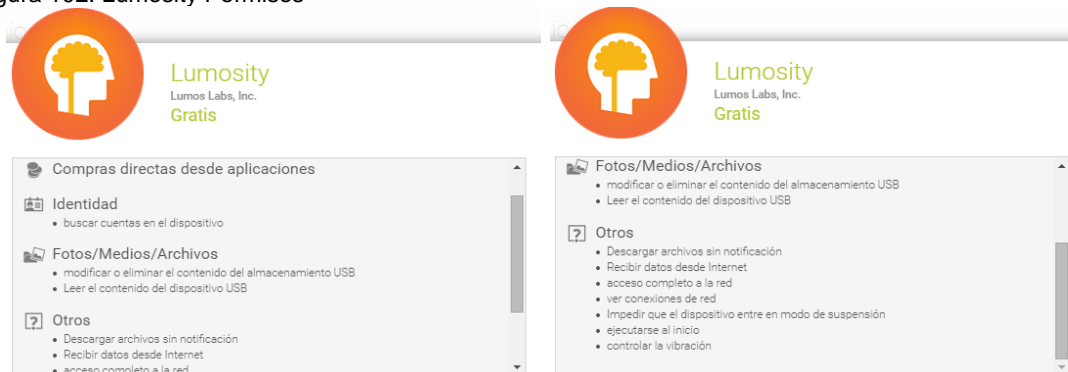 Lumosity
Lumos Labs, Inc.
Gratis
Compras directas desde aplicaciones
Identidad
• buscar cuentas en el dispositivo
Fotos/Medios/Archivos
• modificar o eliminar el contenido del almacenamiento USB
• Leer el contenido del dispositivo USB
Otros
• Descargar archivos sin notificación
• Recibir datos desde Internet
• acceso completo a la red
Lumosity
Lumos Labs, Inc.
Gratis
Fotos/Medios/Archivos
• modificar o eliminar el contenido del almacenamiento USB
• Leer el contenido del dispositivo USB
Otros
• Descargar archivos sin notificación
• Recibir datos desde Internet
• acceso completo a la red
• ver conexiones de red
• Impedir que el dispositivo entre en modo de suspensión
• ejecutarse al inicio
• controlar la vibración